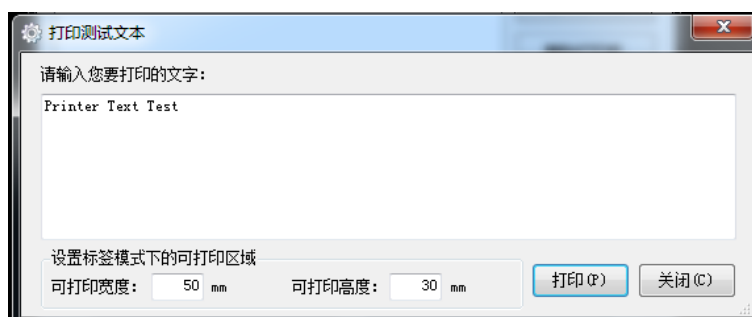 打印测试文本
请输入您要打印的文字：
Printer Text Test
设置标签模式下的可打印区域
可打印宽度： 50 mm 可打印高度： 30 mm
打印(P) 关闭(C)